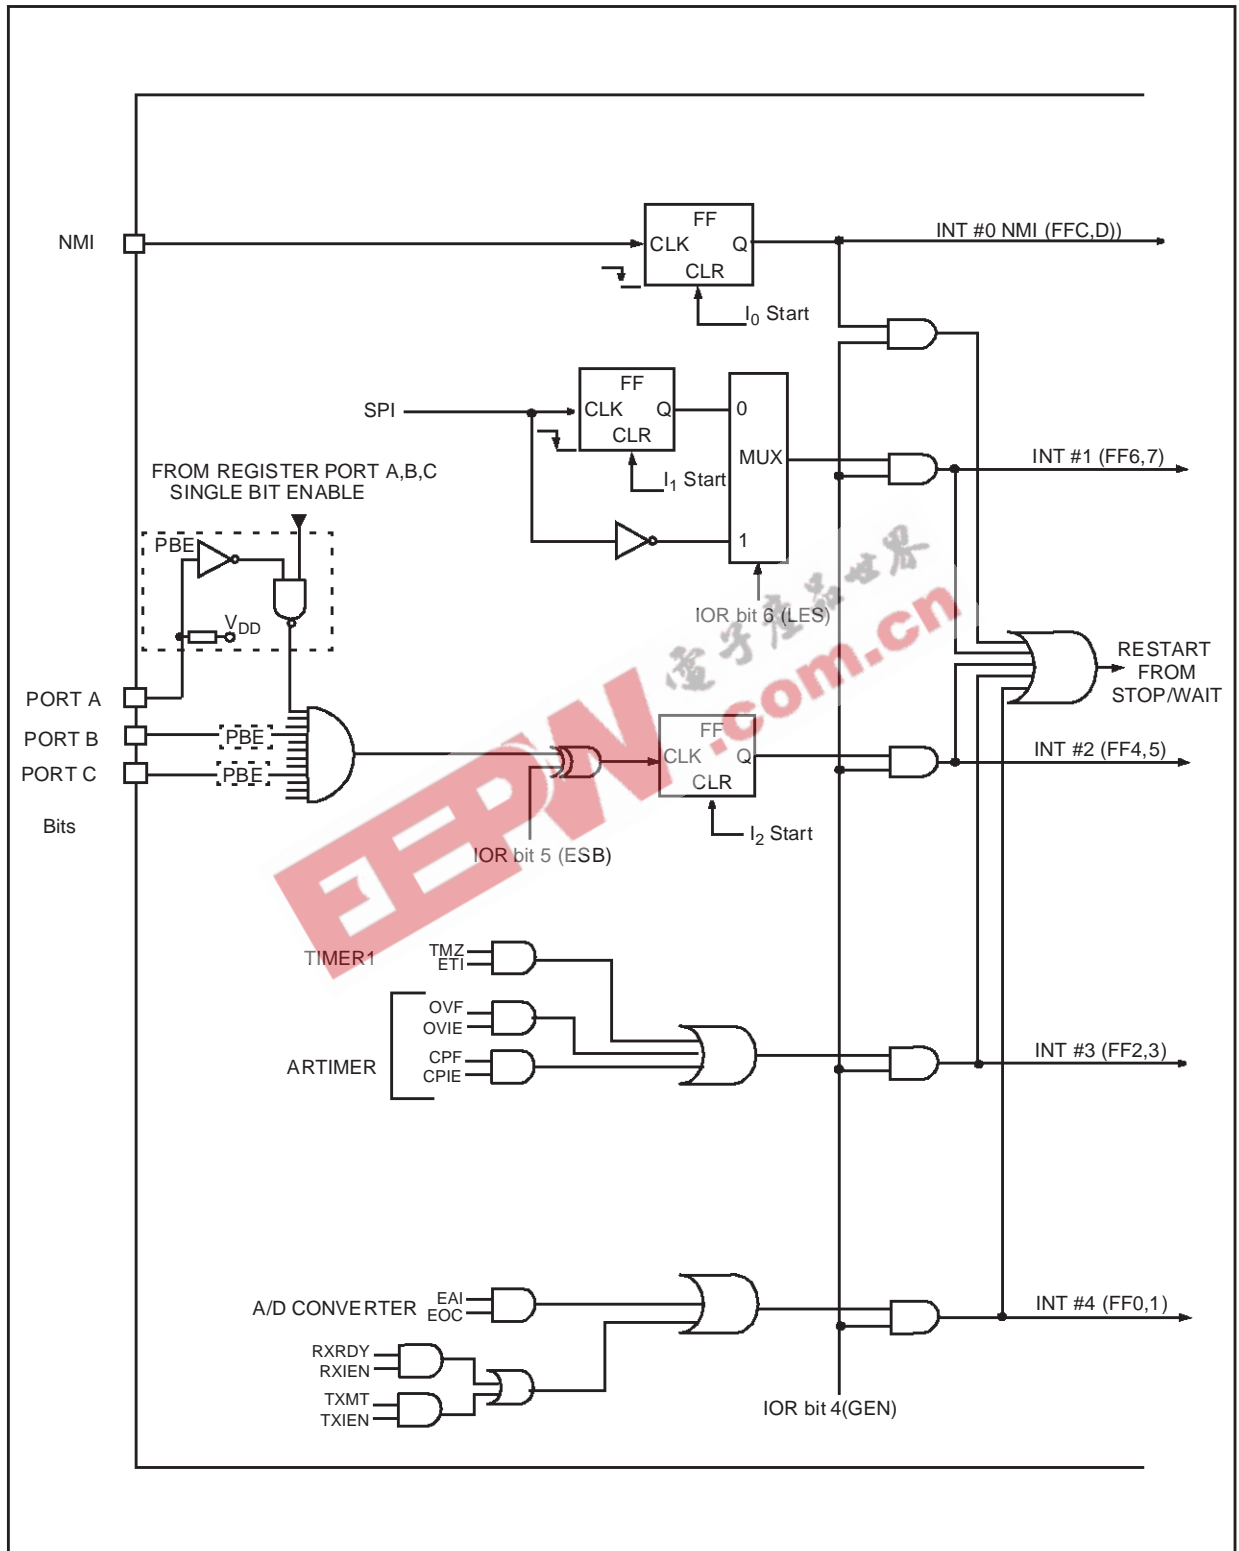 FF
NMI
CLK
Q
INT #0 NMI (FFC,D))
CLR
I0 Start
FF
SPI
CLK
Q
0
CLR
MUX
INT #1 (FF6,7)
I1 Start
FROM REGISTER PORT A,B,C
SINGLE BIT ENABLE
PBE
1
VDD
IOR bit 6 (LES)
電子產品世界
.com.cn
EEPW
RESTART
FROM
STOP/WAIT
PORT A
PORT B
PBE
PORT C
PBE
Bits
FF
CLK
Q
CLR
INT #2 (FF4,5)
I2 Start
IOR bit 5 (ESB)
TIMER1
TMZ
ETI
OVF
OVIE
ARTIMER
CPF
CPIE
INT #3 (FF2,3)
A/D CONVERTER
EAI
EOC
INT #4 (FF0,1)
RXRDY
RXIEN
TXMT
TXIEN
IOR bit 4(GEN)